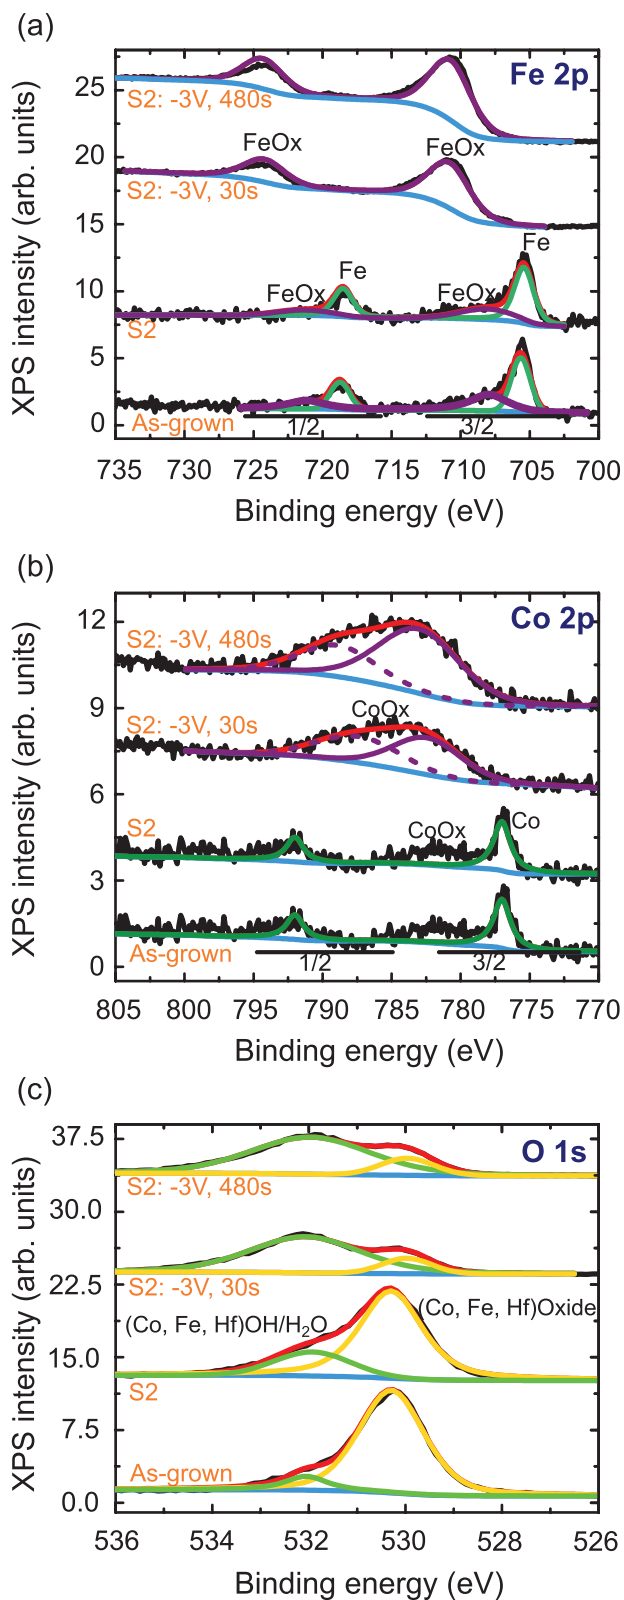 (a)
Fe 2p
S2: -3V, 480s
FeOx
FeOx
S2: -3V, 30s
Fe
Fe
FeOx
FeOx
S2
As-grown
1/2
3/2
25
20
15
10
5
0
XPS intensity (arb. units)
735 730 725 720 715 710 705 700
Binding energy (eV)
(b)
Co 2p
S2: -3V, 480s
S2: -3V, 30s
CoOx
S2
CoOx
Co
As-grown
1/2
3/2
12
9
6
3
0
XPS intensity (arb. units)
805 800 795 790 785 780 775 770
Binding energy (eV)
(c)
O 1s
S2: -3V, 480s
S2: -3V, 30s
(Co, Fe, Hf)OH/H₂O
(Co, Fe, Hf)Oxide
S2
As-grown
37.5
30.0
22.5
15.0
7.5
0.0
XPS intensity (arb. units)
536 534 532 530 528 526
Binding energy (eV)